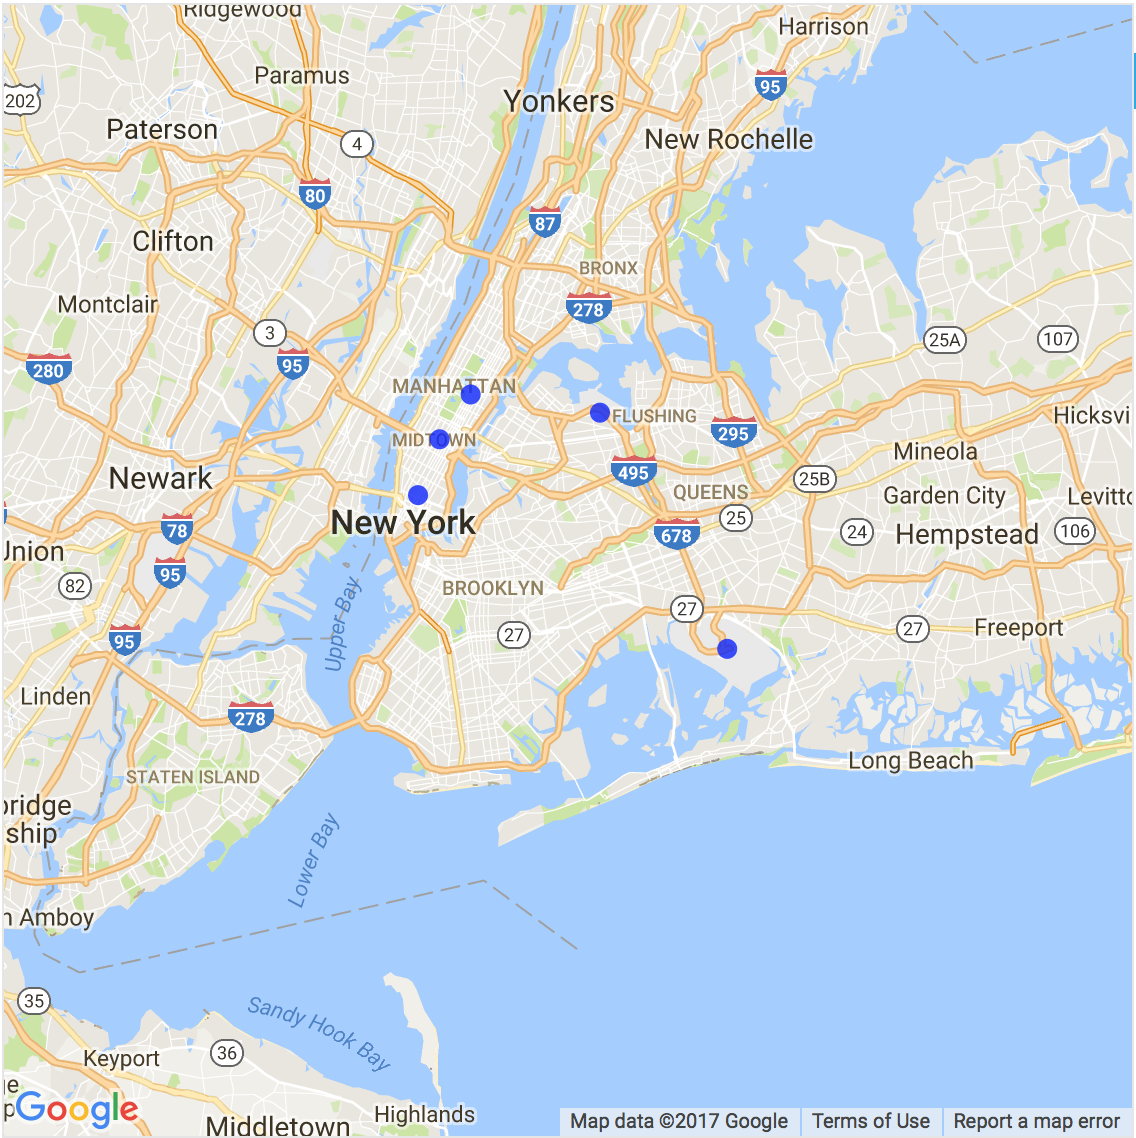 Ridgewood
Harrison
Paramus
95
202
Yonkers
Paterson
New Rochelle
4
80
87
Clifton
BRONX
278
Montclair
3
25A
107
95
280
MANHATTAN
FLUSHING
Hicksvi
295
MIDTOWN
Mineola
495
Newark
25B
QUEENS
Garden City
Levitto
New York
25
78
678
24
Hempstead
106
Union
95
82
BROOKLYN
27
Upper Bay
27
95
27
Freeport
Linden
278
Long Beach
STATEN ISLAND
bridge
ship
Lower Bay
n Amboy
35
Sandy Hook Bay
36
Keyport
ge
p
Google
Middletown
Highlands
Map data ©2017 Google
Terms of Use
Report a map error